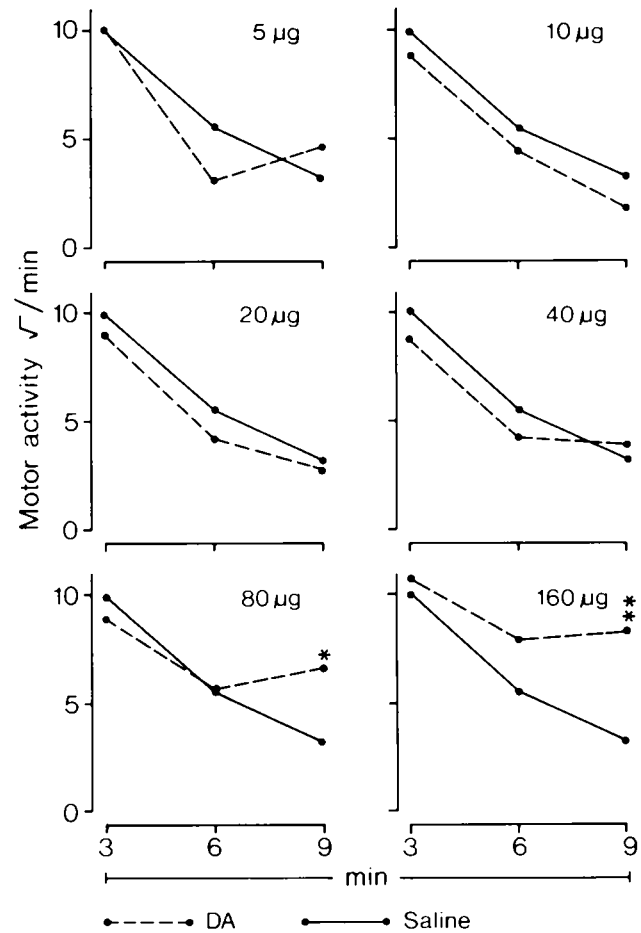 5 µg
10 µg
10
5
0
20 µg
40 µg
10
5
0
Motor activity √/min
80 µg
160 µg
10
5
0
*
**
3 6 9
3 6 9
min
DA
Saline